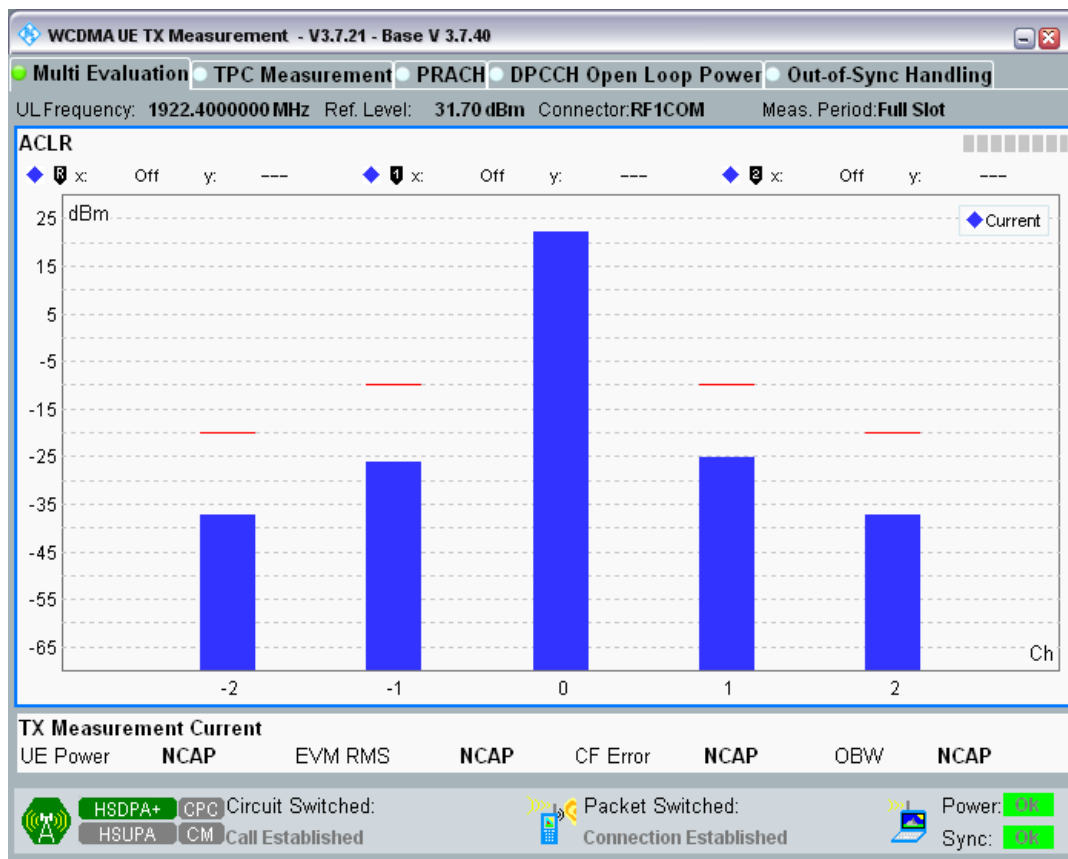 WCDMA UE TX Measurement - V3.7.21 - Base V 3.7.40
Multi Evaluation TPC Measurement PRACH DPCCH Open Loop Power Out-of-Sync Handling
UL Frequency: 1922.4000000 MHz Ref. Level: 31.70 dBm Connector:RF1COM Meas. Period:Full Slot
ACLR
R x: Off y: --- 1 x: Off y: --- 2 x: Off y: ---
dBm
Current
25
15
5
-5
-15
-25
-35
-45
-55
-65
Ch
-2 -1 0 1 2
TX Measurement Current
UE Power NCAP EVM RMS NCAP CF Error NCAP OBW NCAP
HSDPA+ CPC Circuit Switched: Packet Switched: Power: OK
HSUPA CM Call Established Connection Established Sync: OK